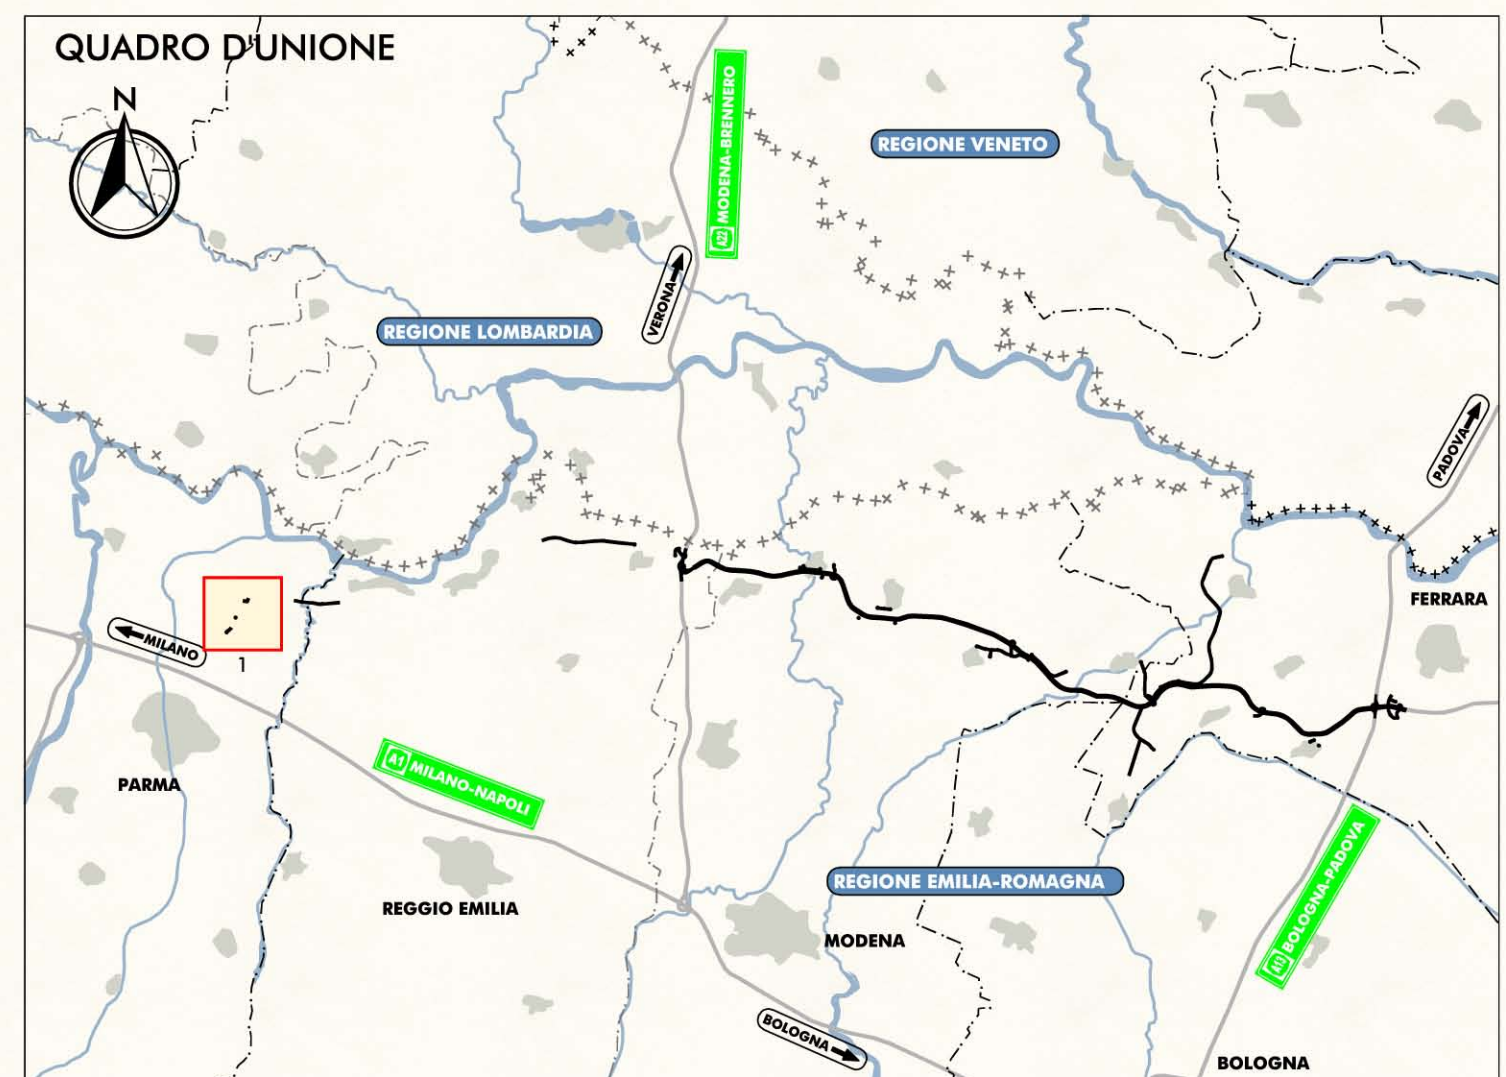 QUADRO D'UNIONE
N
A22 MODENA-BRENNERO
REGIONE VENETO
VERONA
REGIONE LOMBARDIA
PADOVA
FERRARA
MILANO
1
PARMA
A1 MILANO-NAPOLI
REGIONE EMILIA-ROMAGNA
REGGIO EMILIA
MODENA
A13 BOLOGNA-PADOVA
BOLOGNA
BOLOGNA